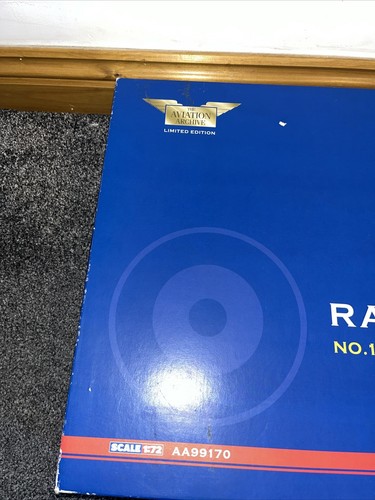 THE
AVIATION
ARCHIVE
LIMITED EDITION
RA
NO.1
SCALE 1:72 AA99170